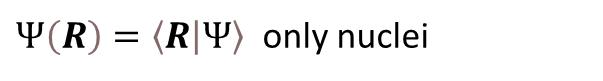 Ψ(R) = ⟨R|Ψ⟩ only nuclei